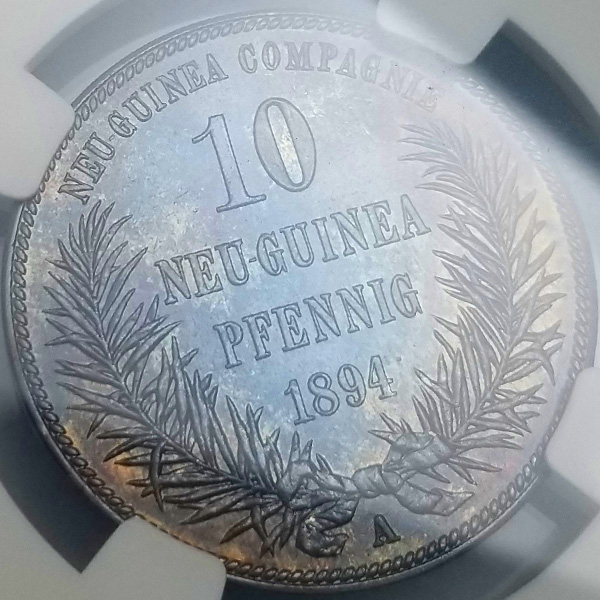 NEU-GUINEA COMPAGNIE
10
NEU-GUINEA
PFENNIG
1894
A